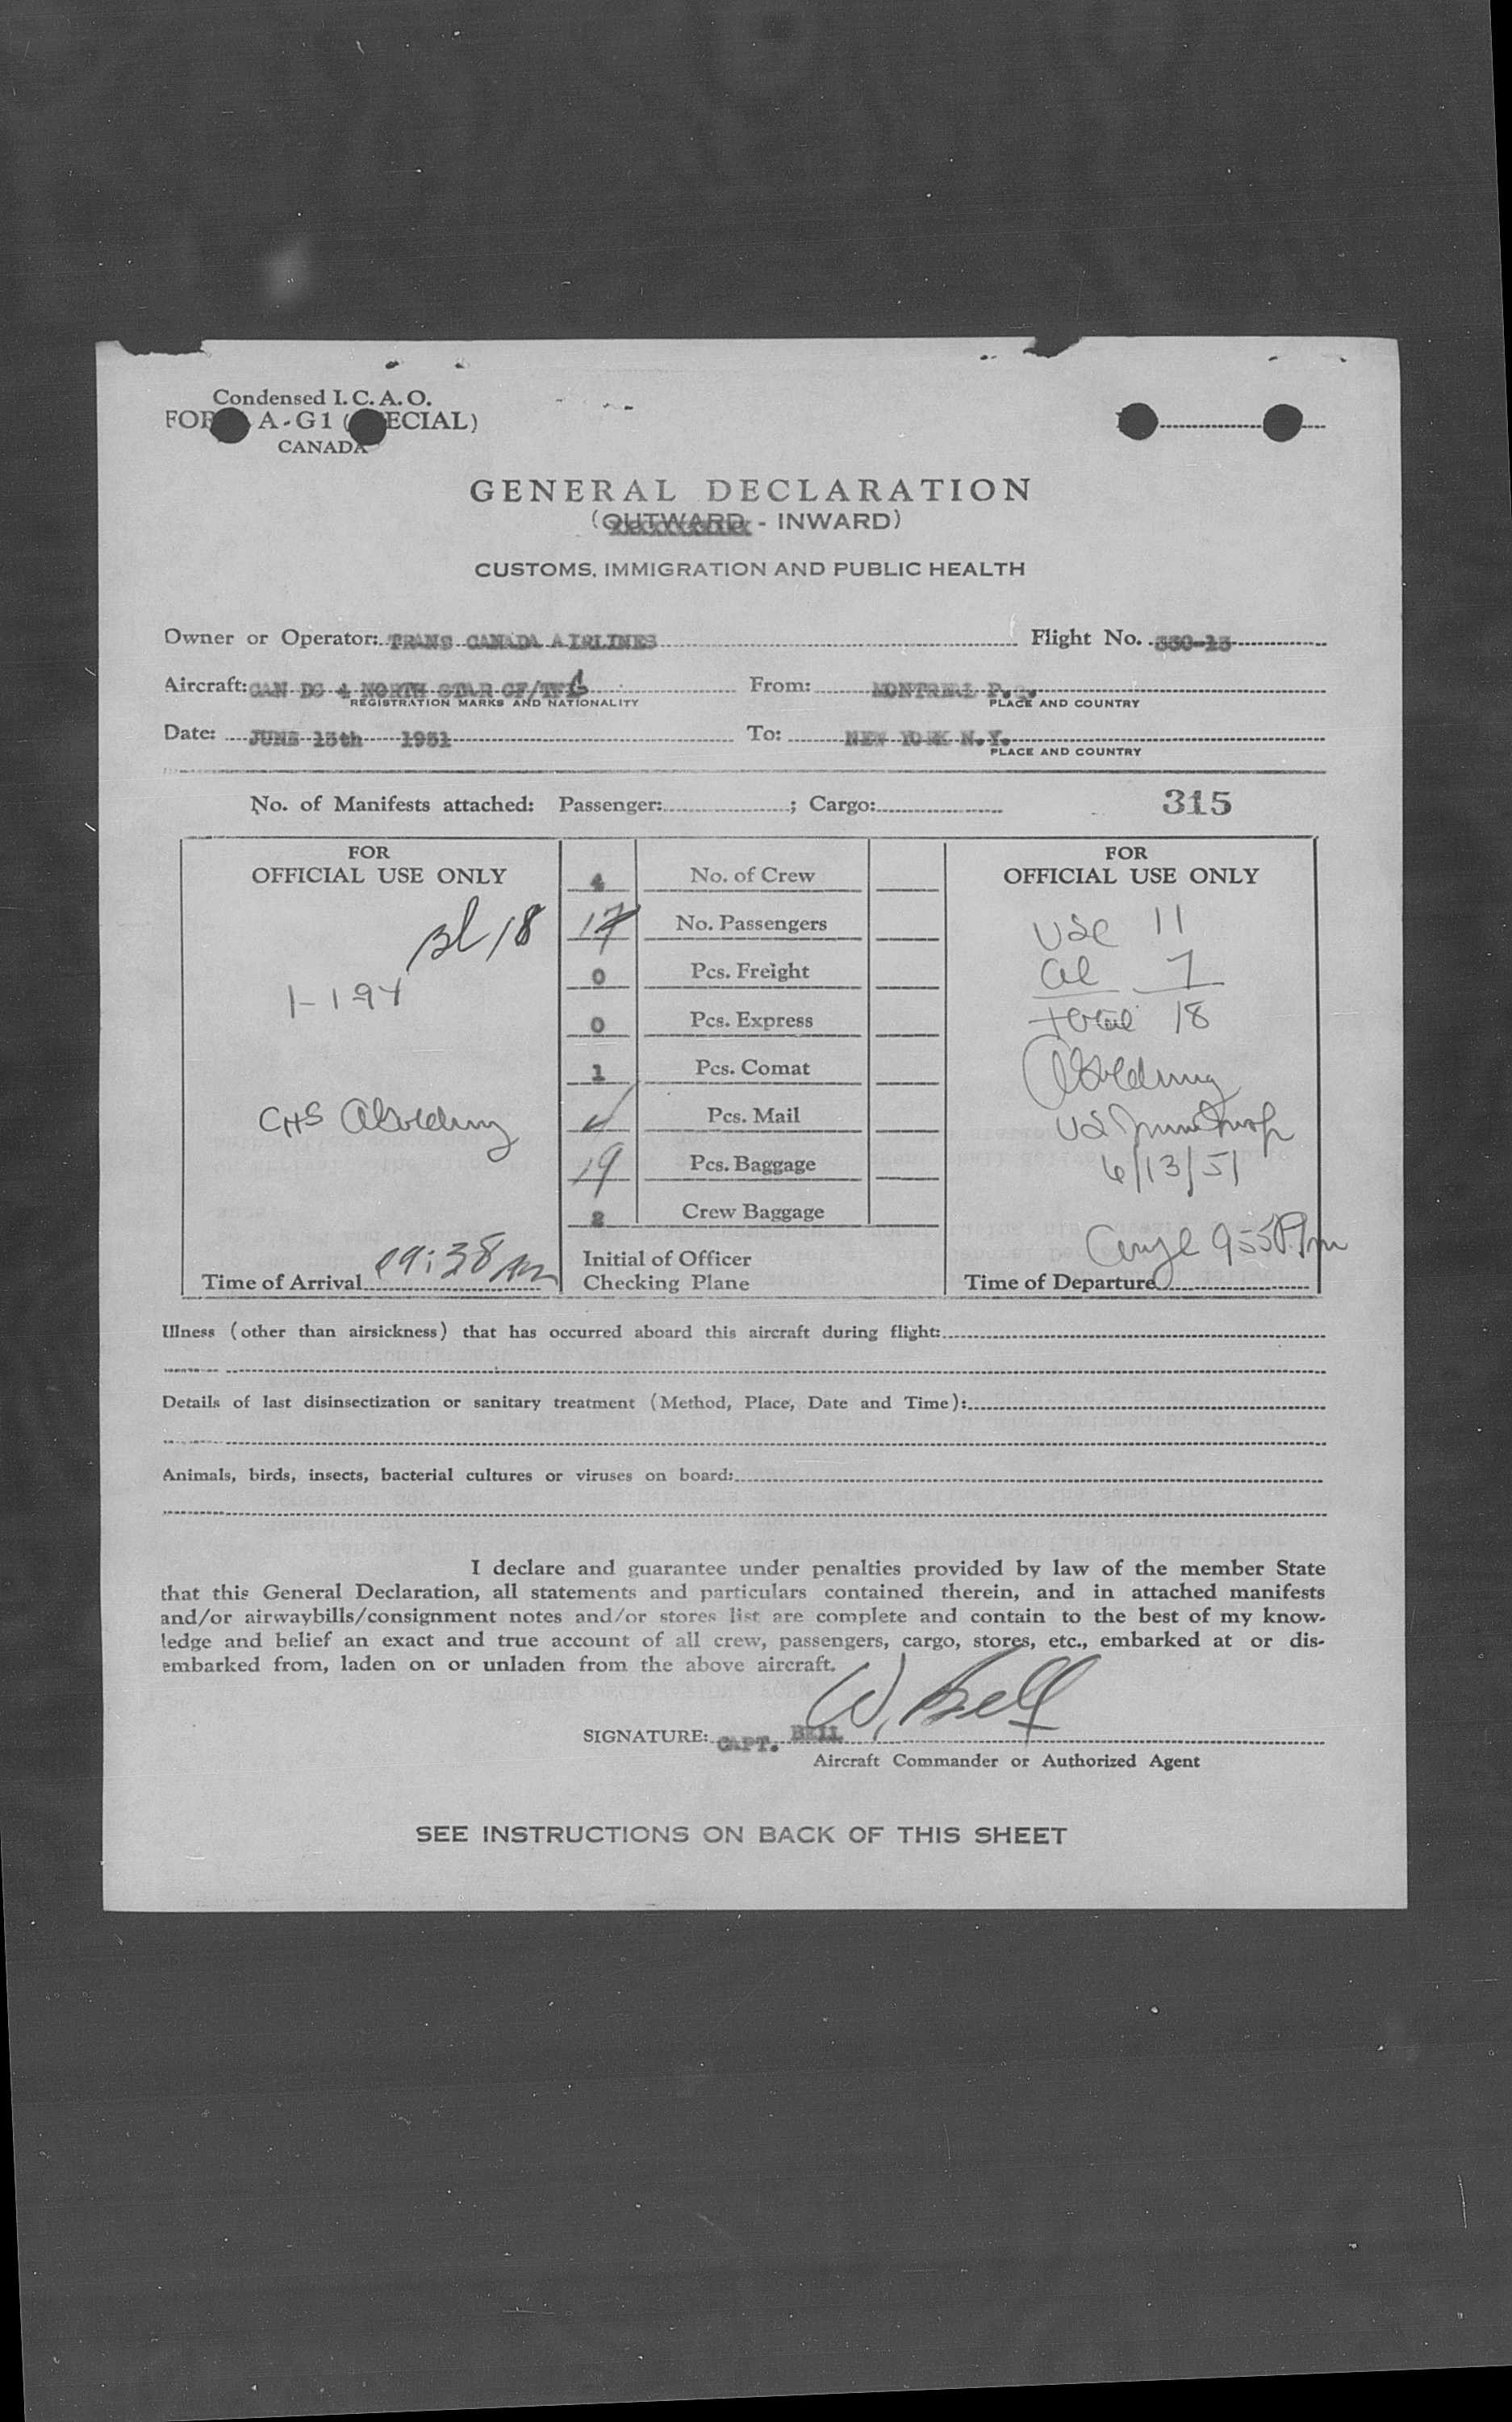 Condensed I. C. A. O.
A-G1
CANADA
GENERAL DECLARATION
(OUTWARD - INWARD)
CUSTOMS, IMMIGRATION AND PUBLIC HEALTH
Owner or Operator: TRANS CANADA AIRLINES Flight No.
Aircraft: CAN DC 4 NORTH STAR CF/TFG From: MONTREAL P.Q.
REGISTRATION MARKS AND NATIONALITY PLACE AND COUNTRY
Date: JUNE 13th 1951 To: NEW YORK N.Y.
PLACE AND COUNTRY
No. of Manifests attached: Passenger: ; Cargo: 315
FOR FOR
OFFICIAL USE ONLY 4 No. of Crew OFFICIAL USE ONLY
18 17 No. Passengers USC 11
0 Pcs. Freight al 7
1-194
0 Pcs. Express total 18
1 Pcs. Comat
Pcs. Mail
19 Pcs. Baggage 6/13/51
2 Crew Baggage
Initial of Officer
Time of Arrival 09:38 Am Checking Plane Time of Departure
Illness (other than airsickness) that has occurred aboard this aircraft during flight:
Details of last disinsectization or sanitary treatment (Method, Place, Date and Time):
Animals, birds, insects, bacterial cultures or viruses on board:
I declare and guarantee under penalties provided by law of the member State
that this General Declaration, all statements and particulars contained therein, and in attached manifests
and/or airwaybills/consignment notes and/or stores list are complete and contain to the best of my know-
ledge and belief an exact and true account of all crew, passengers, cargo, stores, etc., embarked at or dis-
embarked from, laden on or unladen from the above aircraft.
W. Bell
SIGNATURE: CAPT. BELL
Aircraft Commander or Authorized Agent
SEE INSTRUCTIONS ON BACK OF THIS SHEET